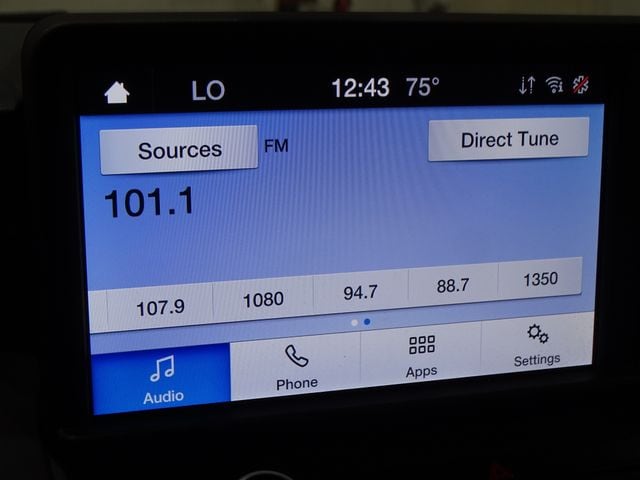 LO 12:43 75°
Sources FM Direct Tune
101.1
107.9 1080 94.7 88.7 1350
Audio Phone Apps Settings